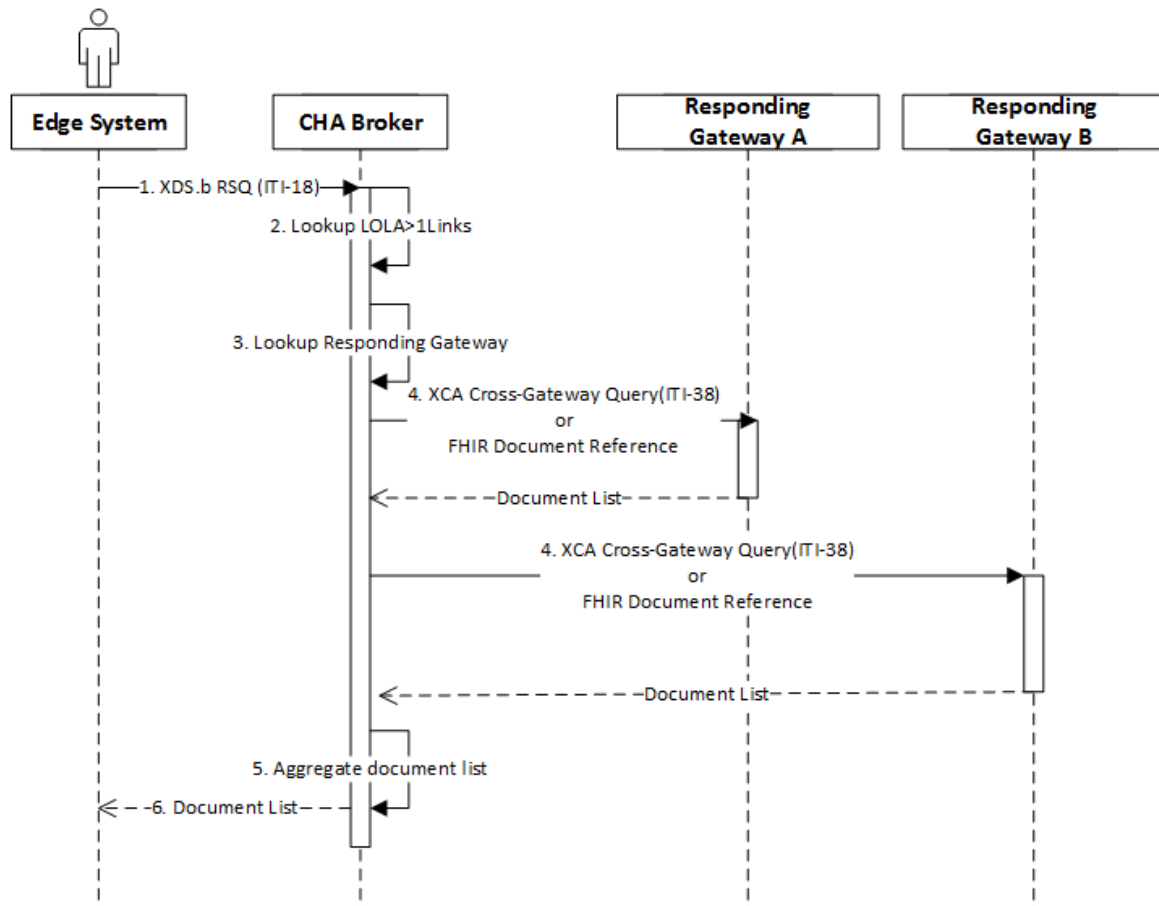 Edge System
CHA Broker
Responding
Gateway A
Responding
Gateway B
1. XDS.b RSQ (ITI-18)
2. Lookup LOLA>1Links
3. Lookup Responding Gateway
4. XCA Cross-Gateway Query(ITI-38)
or
FHIR Document Reference
Document List
4. XCA Cross-Gateway Query(ITI-38)
or
FHIR Document Reference
Document List
5. Aggregate document list
6. Document List